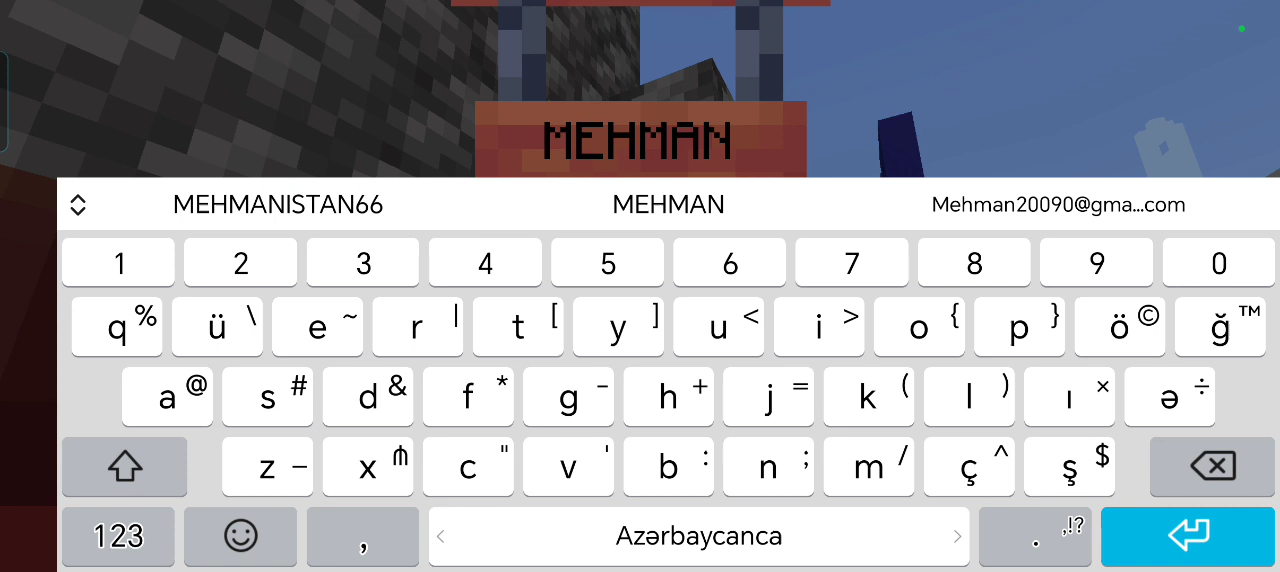 MEHMAN
MEHMANISTAN66 MEHMAN Mehman20090@gma...com
1 2 3 4 5 6 7 8 9 0
q % ü \ e ~ r | t [ y ] u < i > o { p } ö © ğ ™
a @ s # d & f * g - h + j = k ( l ) ı × ə ÷
z _ x ₼ c " v ' b : n ; m / ç ^ ş $
123 , < Azərbaycanca > . ,!?